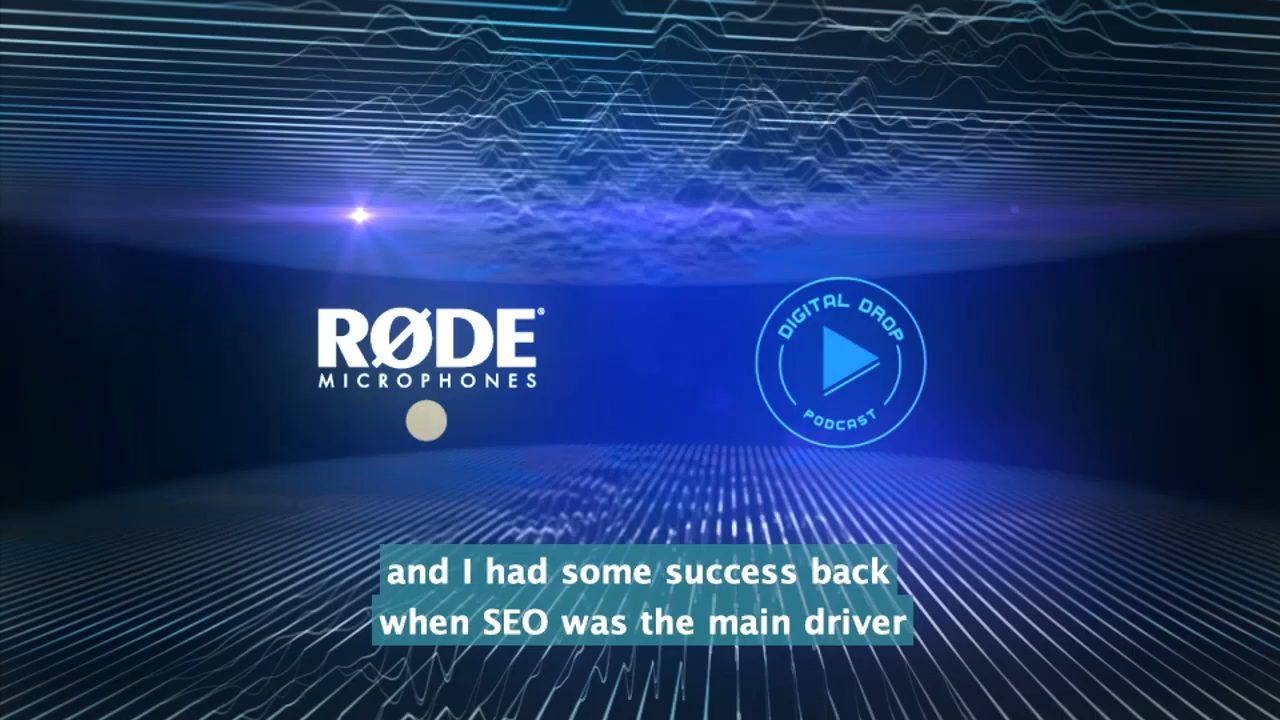 RØDE®
MICROPHONES
DIGITAL DROP
PODCAST
and I had some success back
when SEO was the main driver